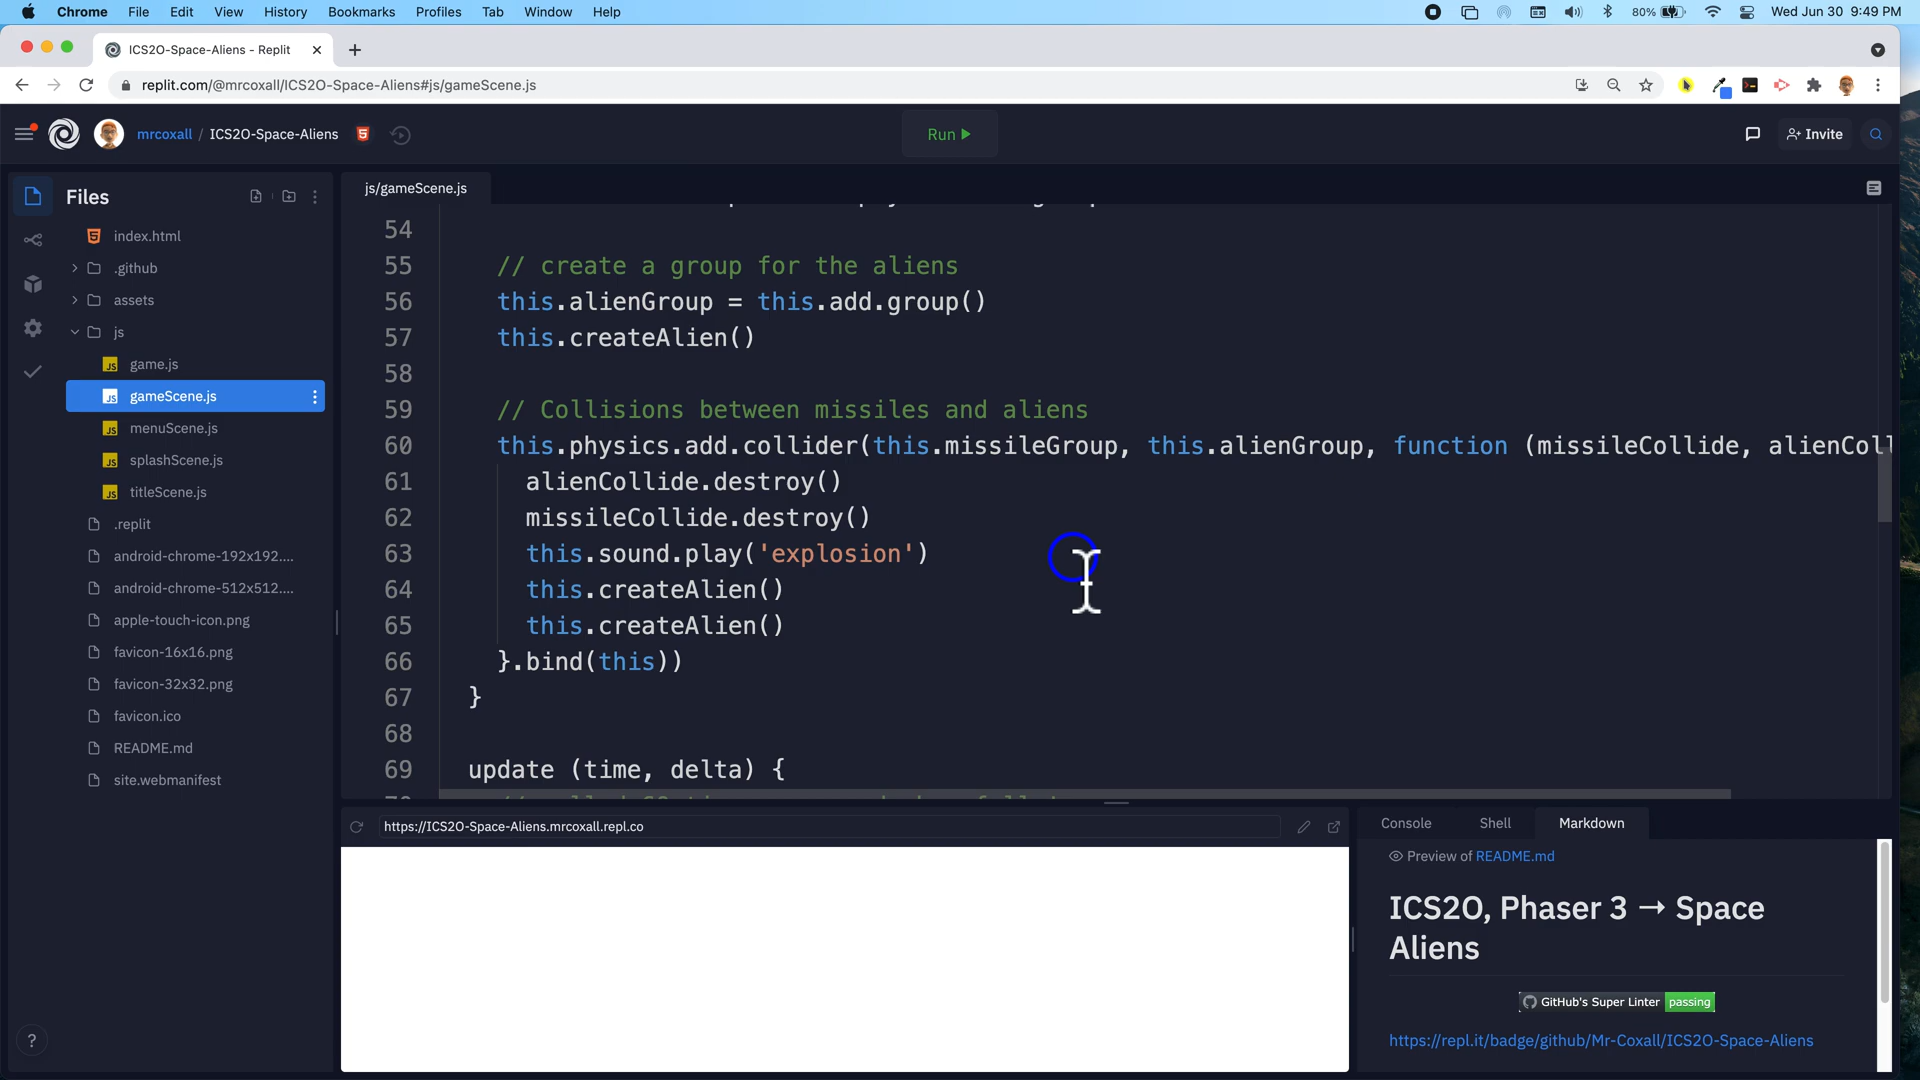 Chrome File Edit View History Bookmarks Profiles Tab Window Help 80% Wed Jun 30 9:49 PM
ICS2O-Space-Aliens - Replit
replit.com/@mrcoxall/ICS2O-Space-Aliens#js/gameScene.js
mrcoxall / ICS2O-Space-Aliens
Run
Invite
Files
index.html
.github
assets
js
game.js
gameScene.js
menuScene.js
splashScene.js
titleScene.js
.replit
android-chrome-192x192....
android-chrome-512x512....
apple-touch-icon.png
favicon-16x16.png
favicon-32x32.png
favicon.ico
README.md
site.webmanifest
?
js/gameScene.js
54
55 // create a group for the aliens
56 this.alienGroup = this.add.group()
57 this.createAlien()
58
59 // Collisions between missiles and aliens
60 this.physics.add.collider(this.missileGroup, this.alienGroup, function (missileCollide, alienColl
61 alienCollide.destroy()
62 missileCollide.destroy()
63 this.sound.play('explosion')
64 this.createAlien()
65 this.createAlien()
66 }.bind(this))
67 }
68
69 update (time, delta) {
https://ICS2O-Space-Aliens.mrcoxall.repl.co
Console Shell Markdown
Preview of README.md
ICS2O, Phaser 3 → Space
Aliens
GitHub's Super Linter passing
https://repl.it/badge/github/Mr-Coxall/ICS2O-Space-Aliens